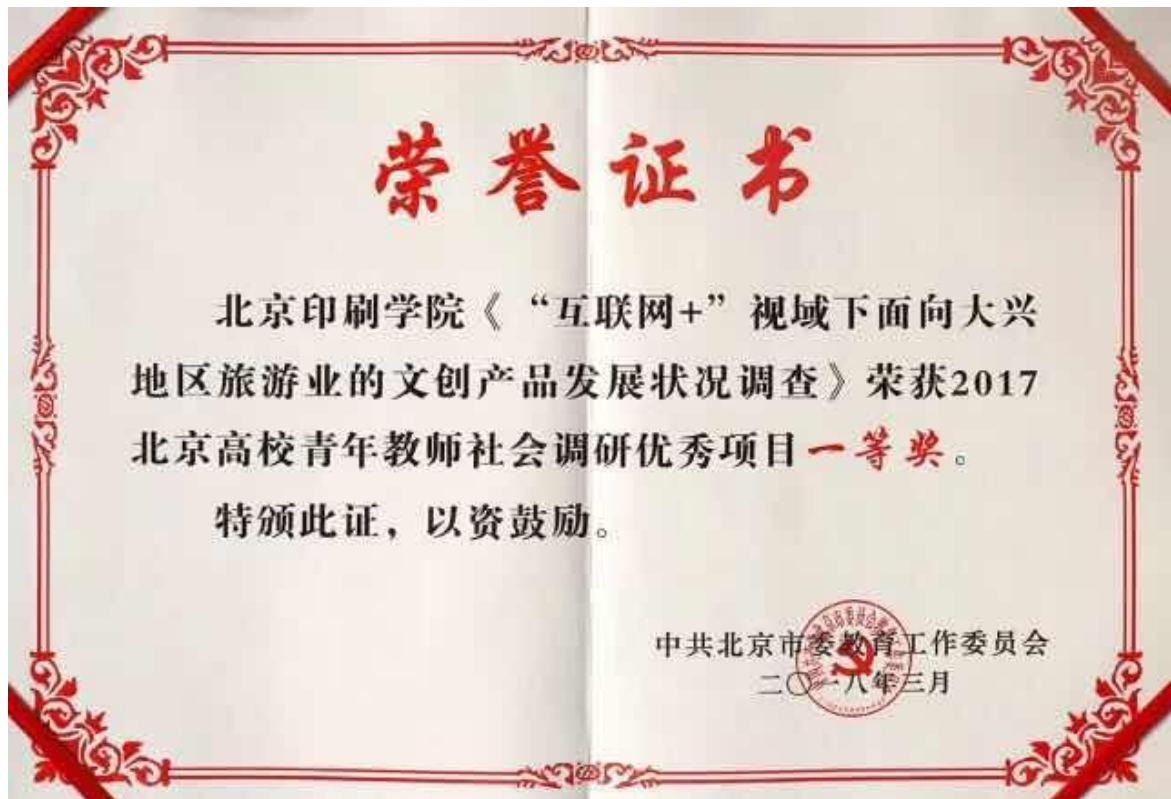 荣誉证书
北京印刷学院《“互联网+”视域下面向大兴
地区旅游业的文创产品发展状况调查》荣获2017
北京高校青年教师社会调研优秀项目一等奖。
特颁此证，以资鼓励。
中共北京市委教育工作委员会
二〇一八年三月